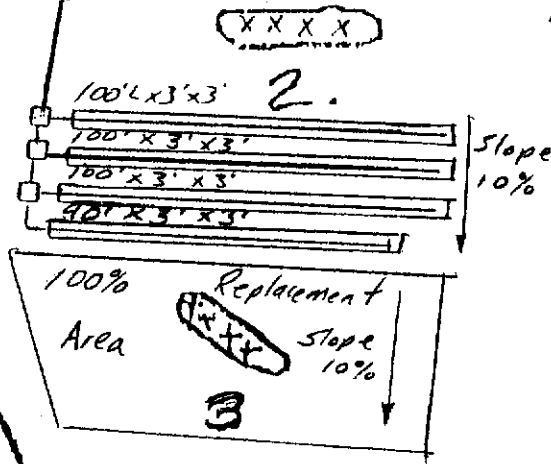 X X X X
2.
100'L x 3' x 3'
100' x 3' x 3'
100' x 3' x 3'
90' x 3' x 3'
Slope
10%
100% Replacement
Area
Slope
10%
3